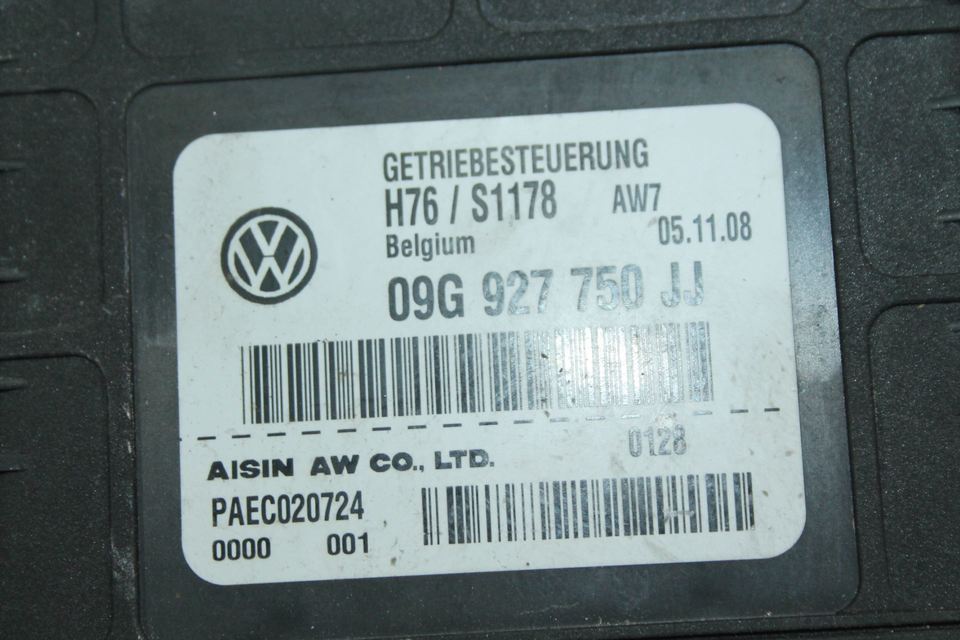 GETRIEBESTEUERUNG
H76 / S1178 AW7
Belgium 05.11.08
09G 927 750 JJ
0128
AISIN AW CO., LTD.
PAEC020724
0000 001